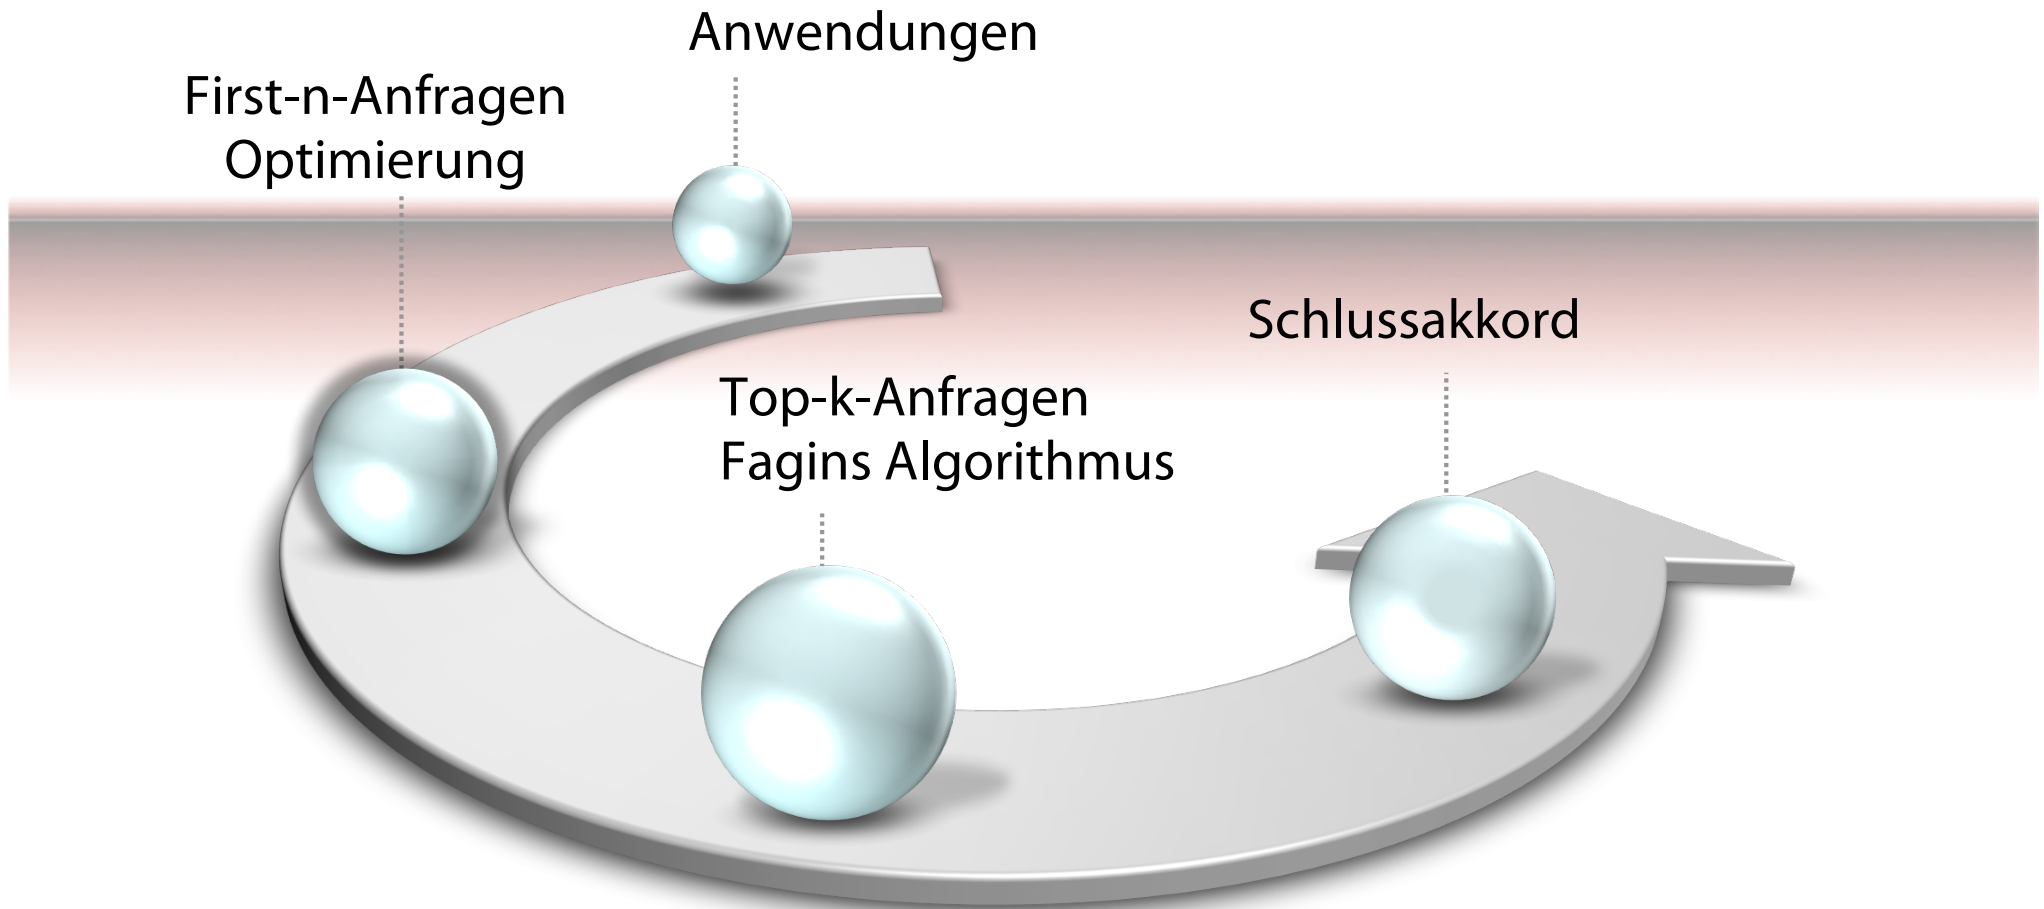 Anwendungen
First-n-Anfragen
Optimierung
Schlussakkord
Top-k-Anfragen
Fagins Algorithmus